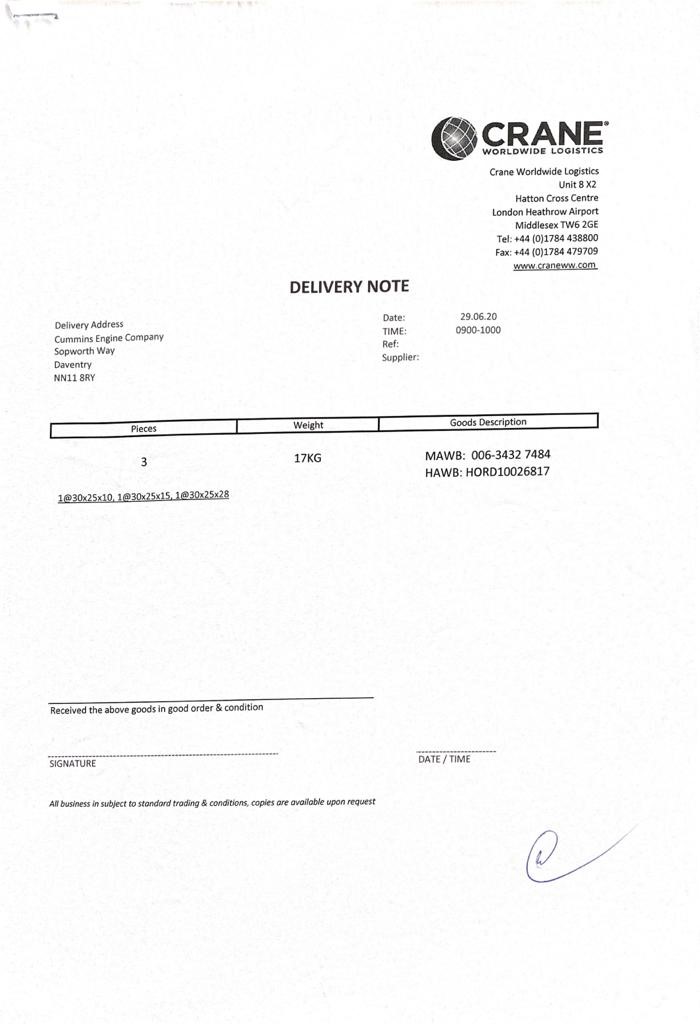 CRANE®
WORLDWIDE LOGISTICS
Crane Worldwide Logistics
Unit 8 X2
Hatton Cross Centre
London Heathrow Airport
Middlesex TW6 2GE
Tel: +44 (0)1784 438800
Fax: +44 (0)1784 479709
www.craneww.com
DELIVERY NOTE
Delivery Address
Cummins Engine Company
Sopworth Way
Daventry
NN11 8RY
Date: 29.06.20
TIME: 0900-1000
Ref:
Supplier:
Pieces Weight Goods Description
3 17KG MAWB: 006-3432 7484
HAWB: HORD10026817
1@30x25x10, 1@30x25x15, 1@30x25x28
Received the above goods in good order & condition
SIGNATURE
DATE / TIME
All business in subject to standard trading & conditions, copies are available upon request